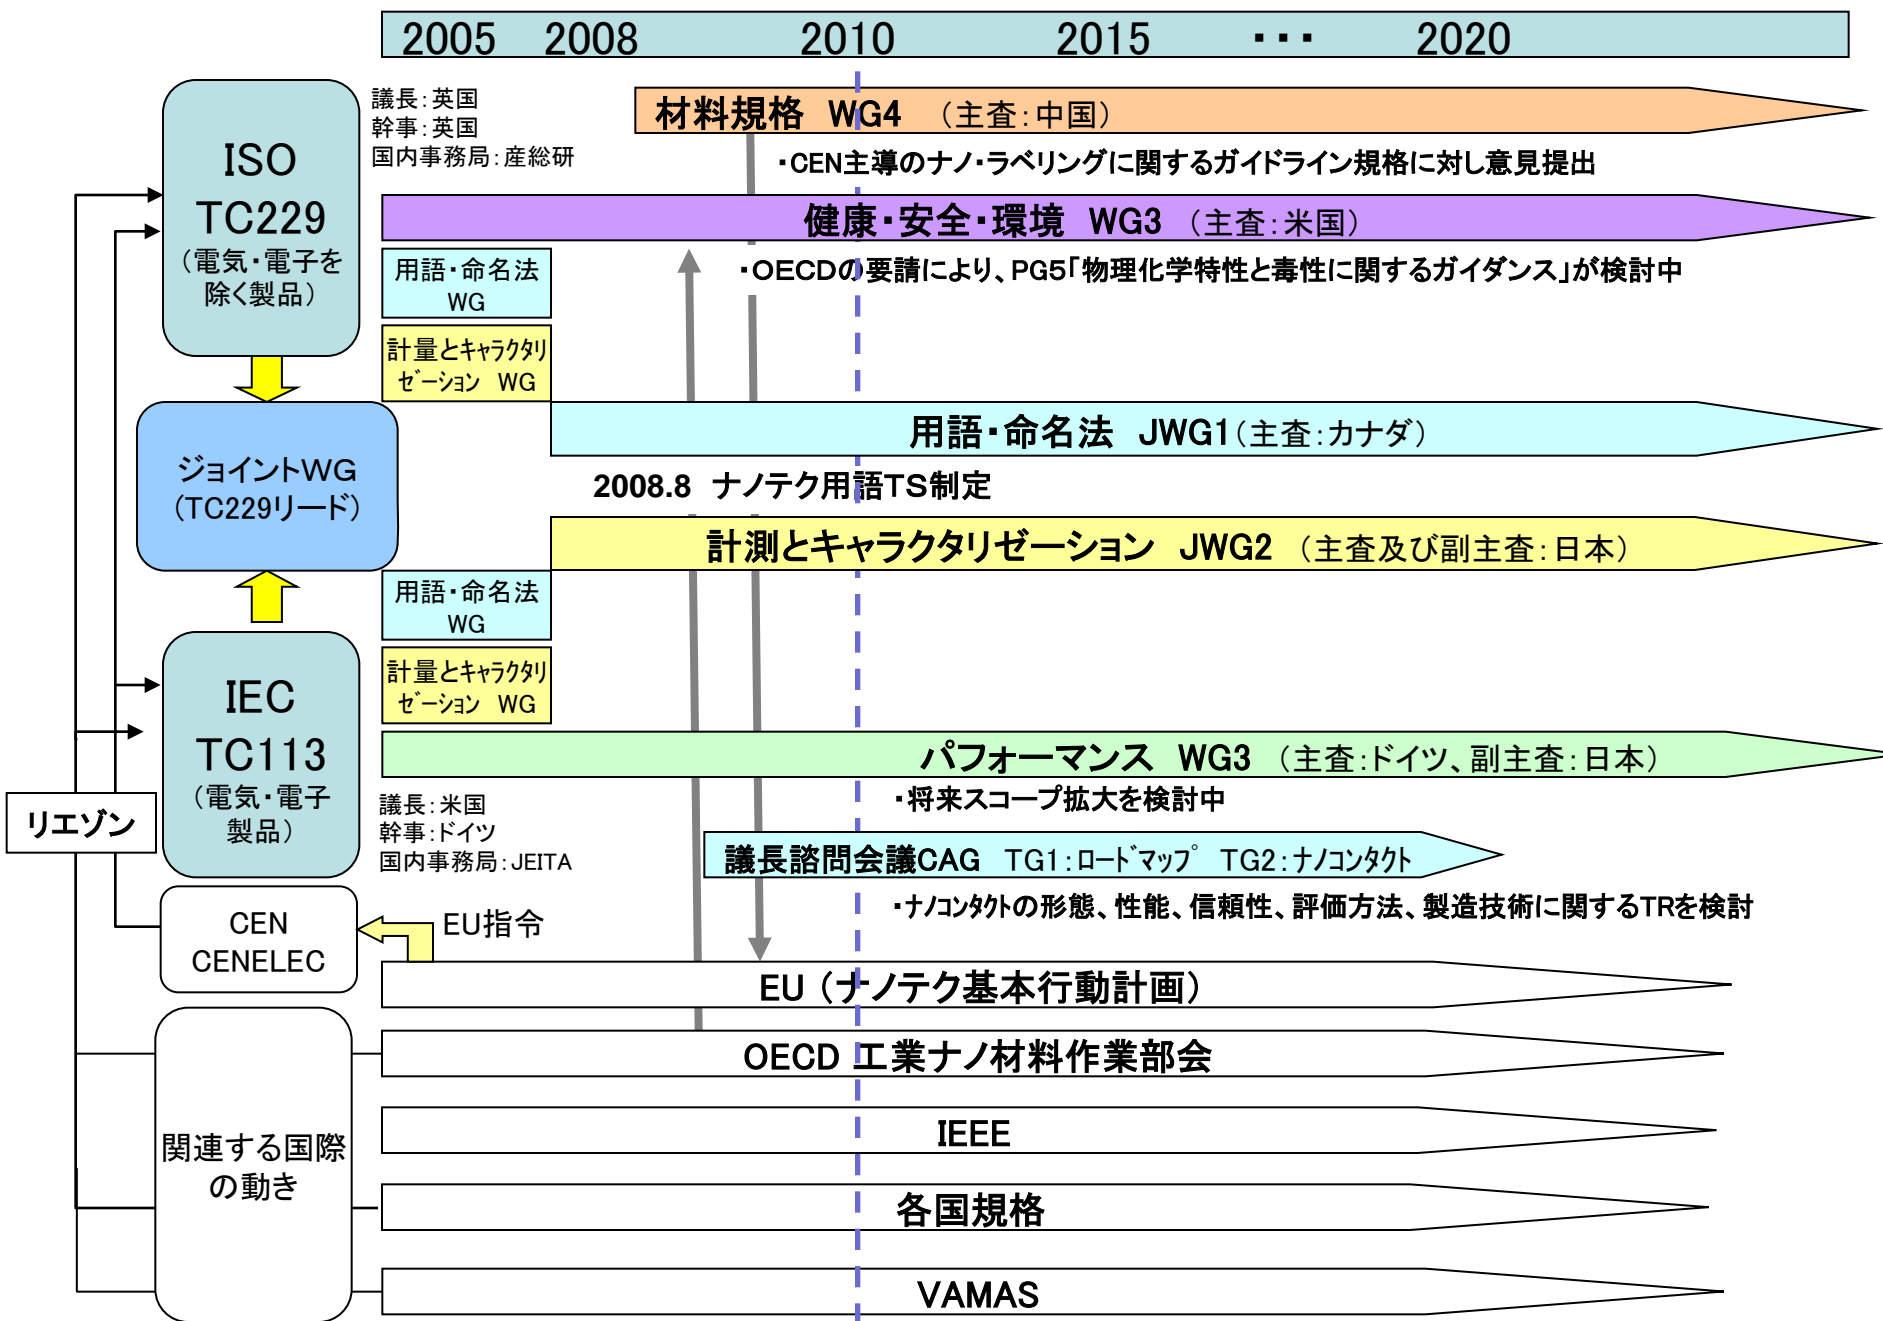 2005 2008 2010 2015 ・・・ 2020
議長：英国
幹事：英国
国内事務局：産総研
ISO
TC229
（電気・電子を
除く製品）
材料規格 WG4 （主査：中国）
・CEN主導のナノ・ラベリングに関するガイドライン規格に対し意見提出
健康・安全・環境 WG3 （主査：米国）
・OECDの要請により、PG5「物理化学特性と毒性に関するガイダンス」が検討中
用語・命名法
WG
計量とキャラクタリ
ゼーション WG
ジョイントWG
（TC229リード）
用語・命名法 JWG1（主査：カナダ）
2008.8 ナノテク用語TS制定
計測とキャラクタリゼーション JWG2 （主査及び副主査：日本）
用語・命名法
WG
計量とキャラクタリ
ゼーション WG
IEC
TC113
（電気・電子
製品）
パフォーマンス WG3 （主査：ドイツ、副主査：日本）
・将来スコープ拡大を検討中
議長：米国
幹事：ドイツ
国内事務局：JEITA
リエゾン
議長諮問会議CAG TG1：ロードマップ TG2：ナノコンタクト
・ナノコンタクトの形態、性能、信頼性、評価方法、製造技術に関するTRを検討
CEN
CENELEC
EU指令
EU（ナノテク基本行動計画）
OECD 工業ナノ材料作業部会
IEEE
関連する国際
の動き
各国規格
VAMAS